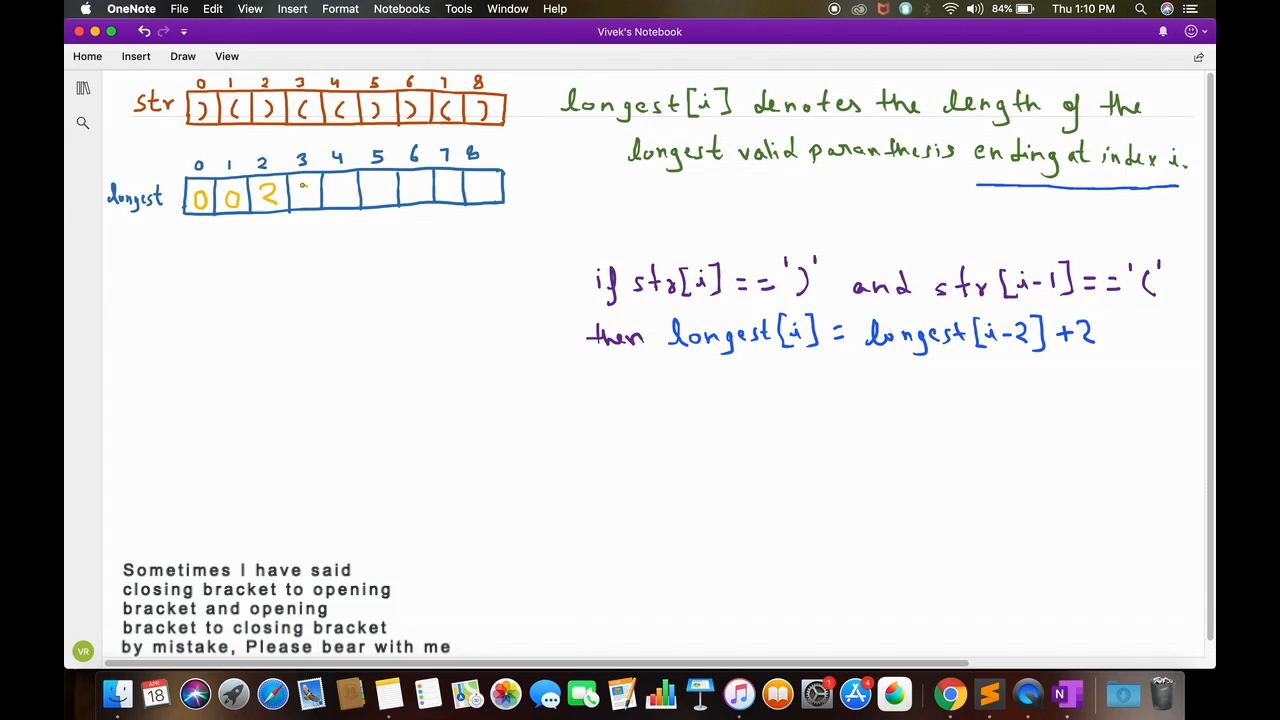 OneNote File Edit View Insert Format Notebooks Tools Window Help 84% Thu 1:10 PM
Vivek's Notebook
Home Insert Draw View
0 1 2 3 4 5 6 7 8
str ) ( ) ( ( ) ) ( )
longest[i] denotes the length of the
longest valid paranthesis ending at index i.
0 1 2 3 4 5 6 7 8
longest 0 0 2
if str[i] == ')' and str[i-1] == '('
then longest[i] = longest[i-2] + 2
Sometimes I have said
closing bracket to opening
bracket and opening
bracket to closing bracket
by mistake, Please bear with me
VR
APR
18
1
4
N